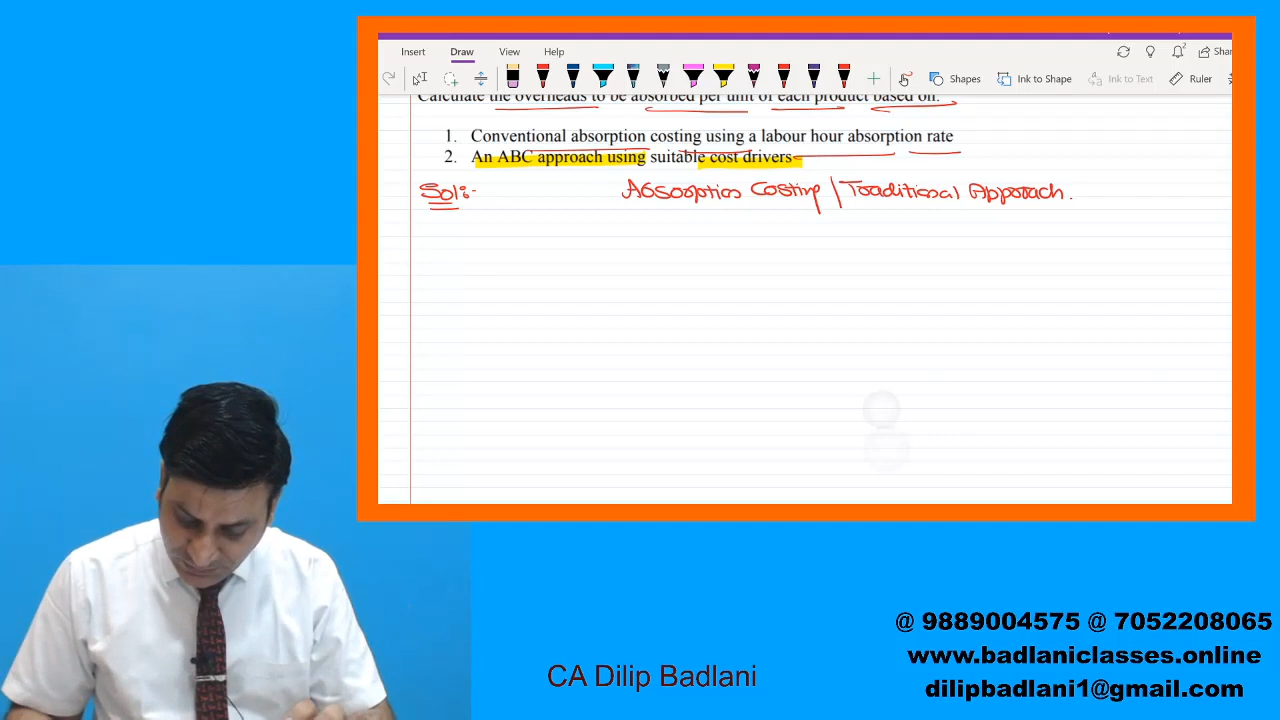 Insert Draw View Help
Shar
Shapes Ink to Shape Ink to Text Ruler
Calculate the overheads to be absorbed per unit of each product based on:
1. Conventional absorption costing using a labour hour absorption rate
2. An ABC approach using suitable cost drivers
Sol:- Absorption Costing / Traditional Approach.
@ 9889004575 @ 7052208065
www.badlaniclasses.online
dilipbadlani1@gmail.com
CA Dilip Badlani